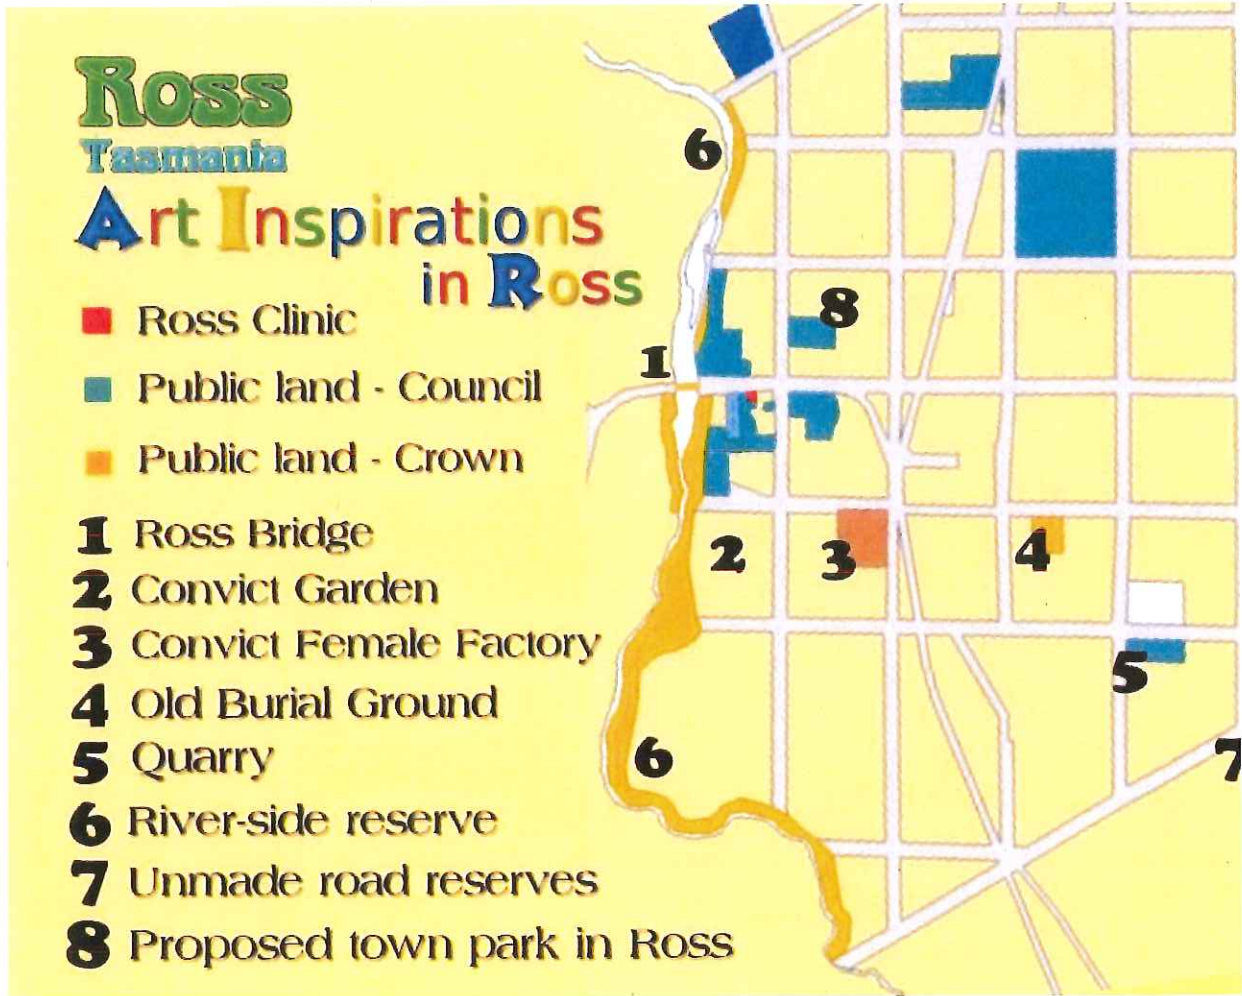 Ross
Tasmania
Art Inspirations
in Ross
Ross Clinic
Public land - Council
Public land - Crown
1 Ross Bridge
2 Convict Garden
3 Convict Female Factory
4 Old Burial Ground
5 Quarry
6 River-side reserve
7 Unmade road reserves
8 Proposed town park in Ross
6
8
1
2
3
4
5
6
7